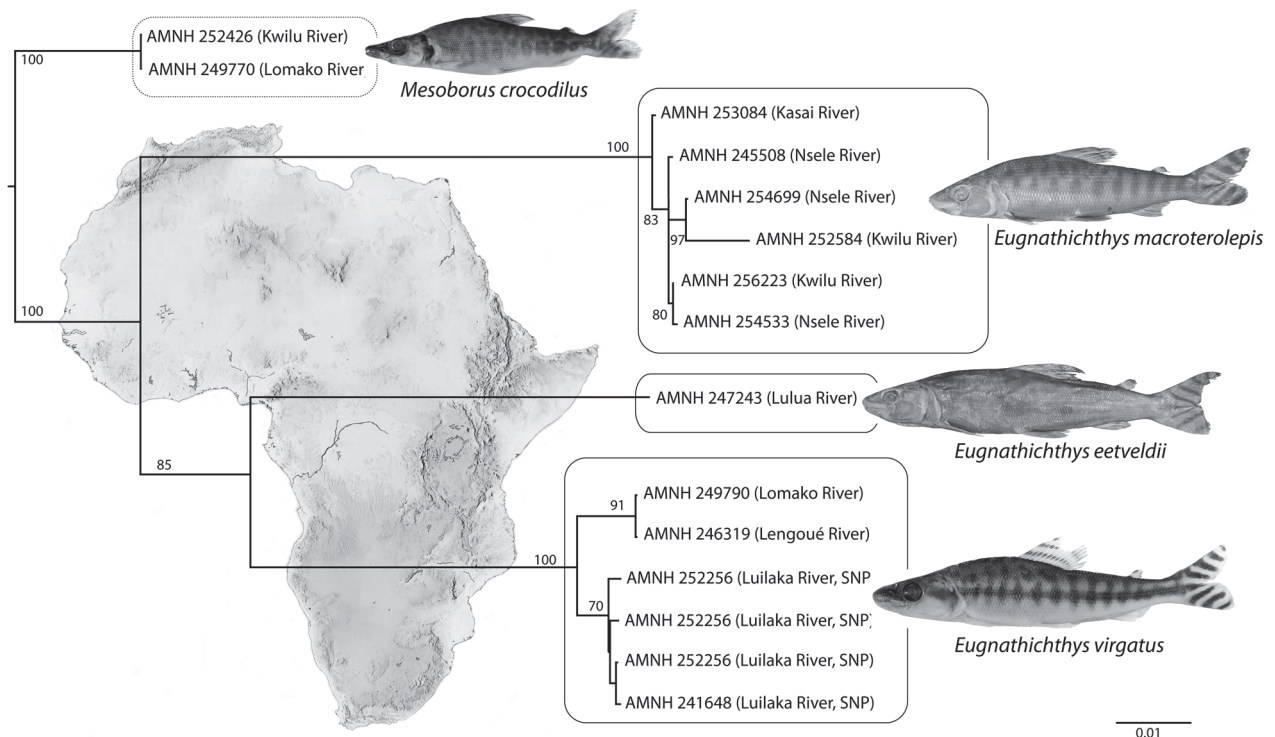 AMNH 252426 (Kwilu River)
100
AMNH 249770 (Lomako River
Mesoborus crocodilus
AMNH 253084 (Kasai River)
100
AMNH 245508 (Nsele River)
AMNH 254699 (Nsele River)
83
97
AMNH 252584 (Kwilu River)
Eugnathichthys macroterolepis
AMNH 256223 (Kwilu River)
100
80
AMNH 254533 (Nsele River)
AMNH 247243 (Lulua River)
Eugnathichthys eetveldii
85
AMNH 249790 (Lomako River)
91
AMNH 246319 (Lengoué River)
100
AMNH 252256 (Luilaka River, SNP
70
AMNH 252256 (Luilaka River, SNP)
Eugnathichthys virgatus
AMNH 252256 (Luilaka River, SNP)
AMNH 241648 (Luilaka River, SNP)
0.01